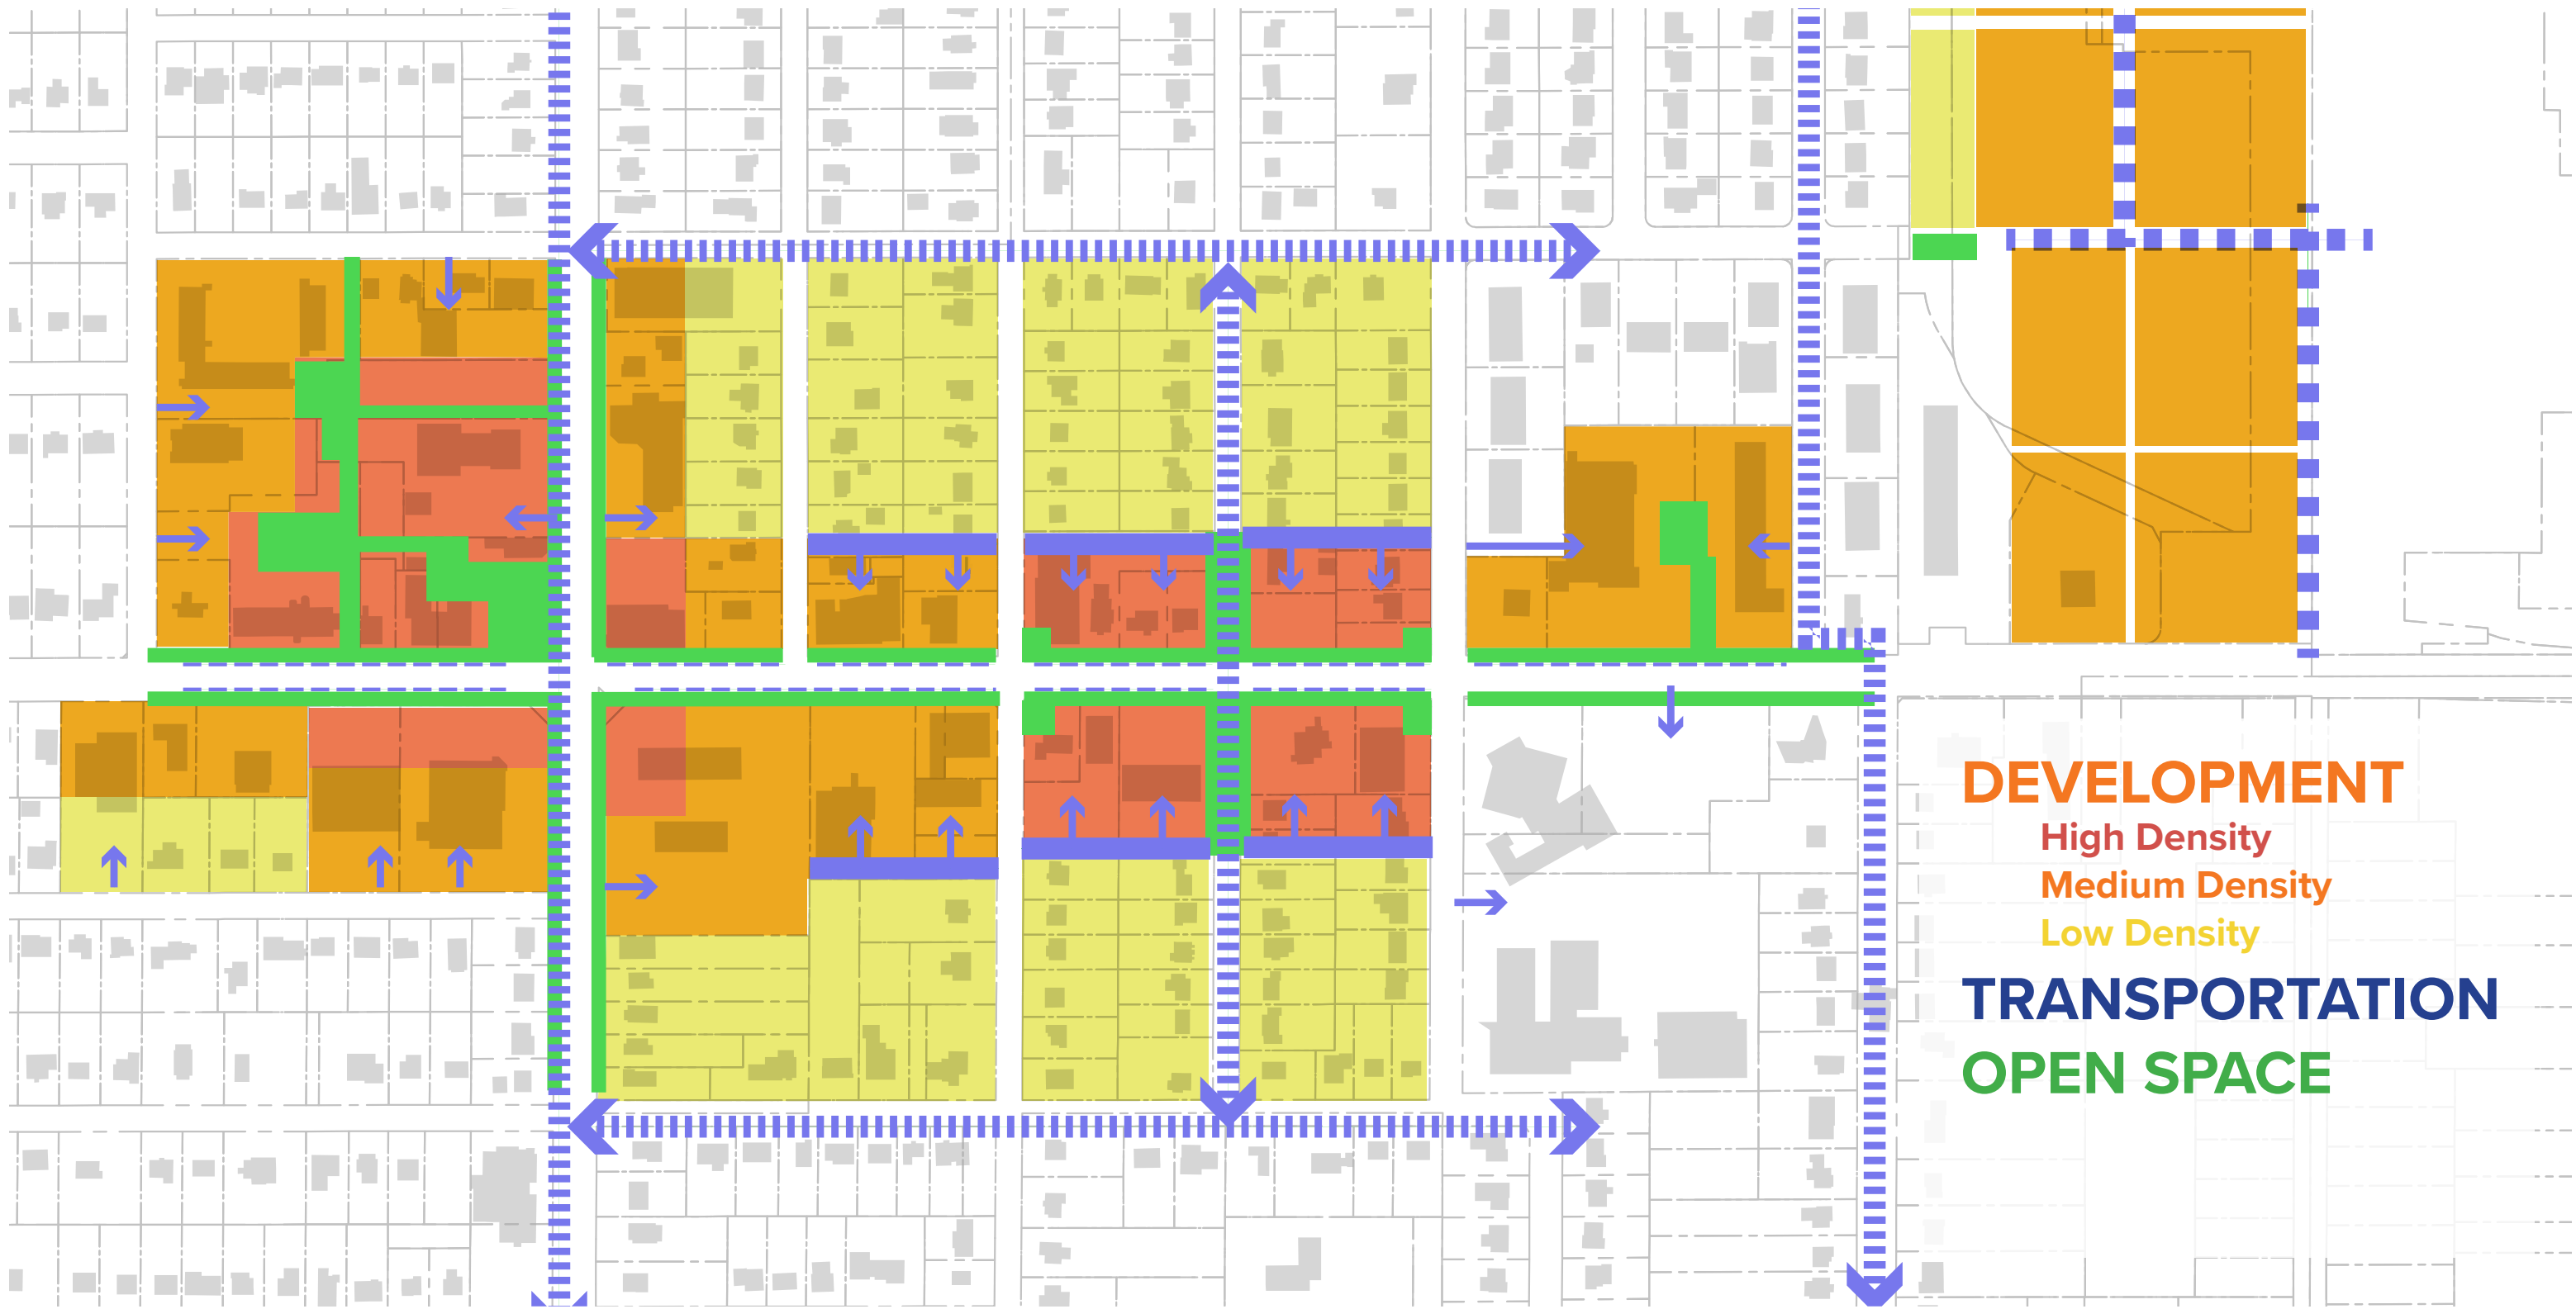 DEVELOPMENT
High Density
Medium Density
Low Density
TRANSPORTATION
OPEN SPACE